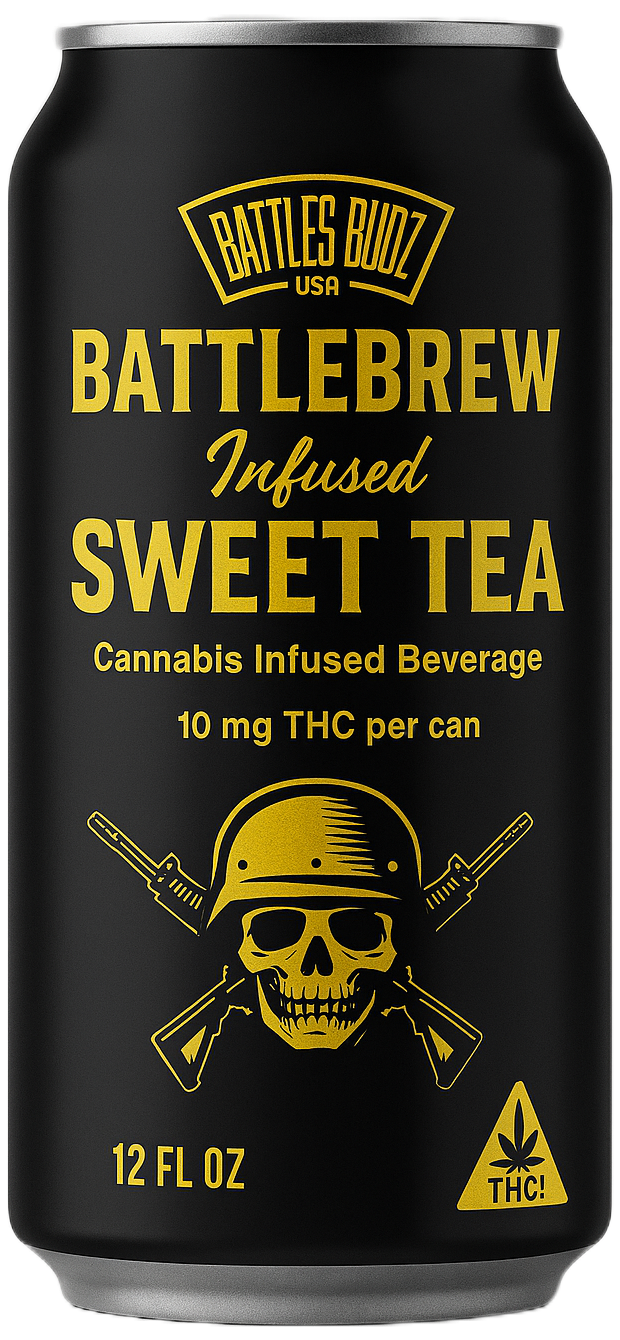 BATTLES BUDZ
USA
BATTLEBREW
Infused
SWEET TEA
Cannabis Infused Beverage
10 mg THC per can
12 FL OZ
THC!